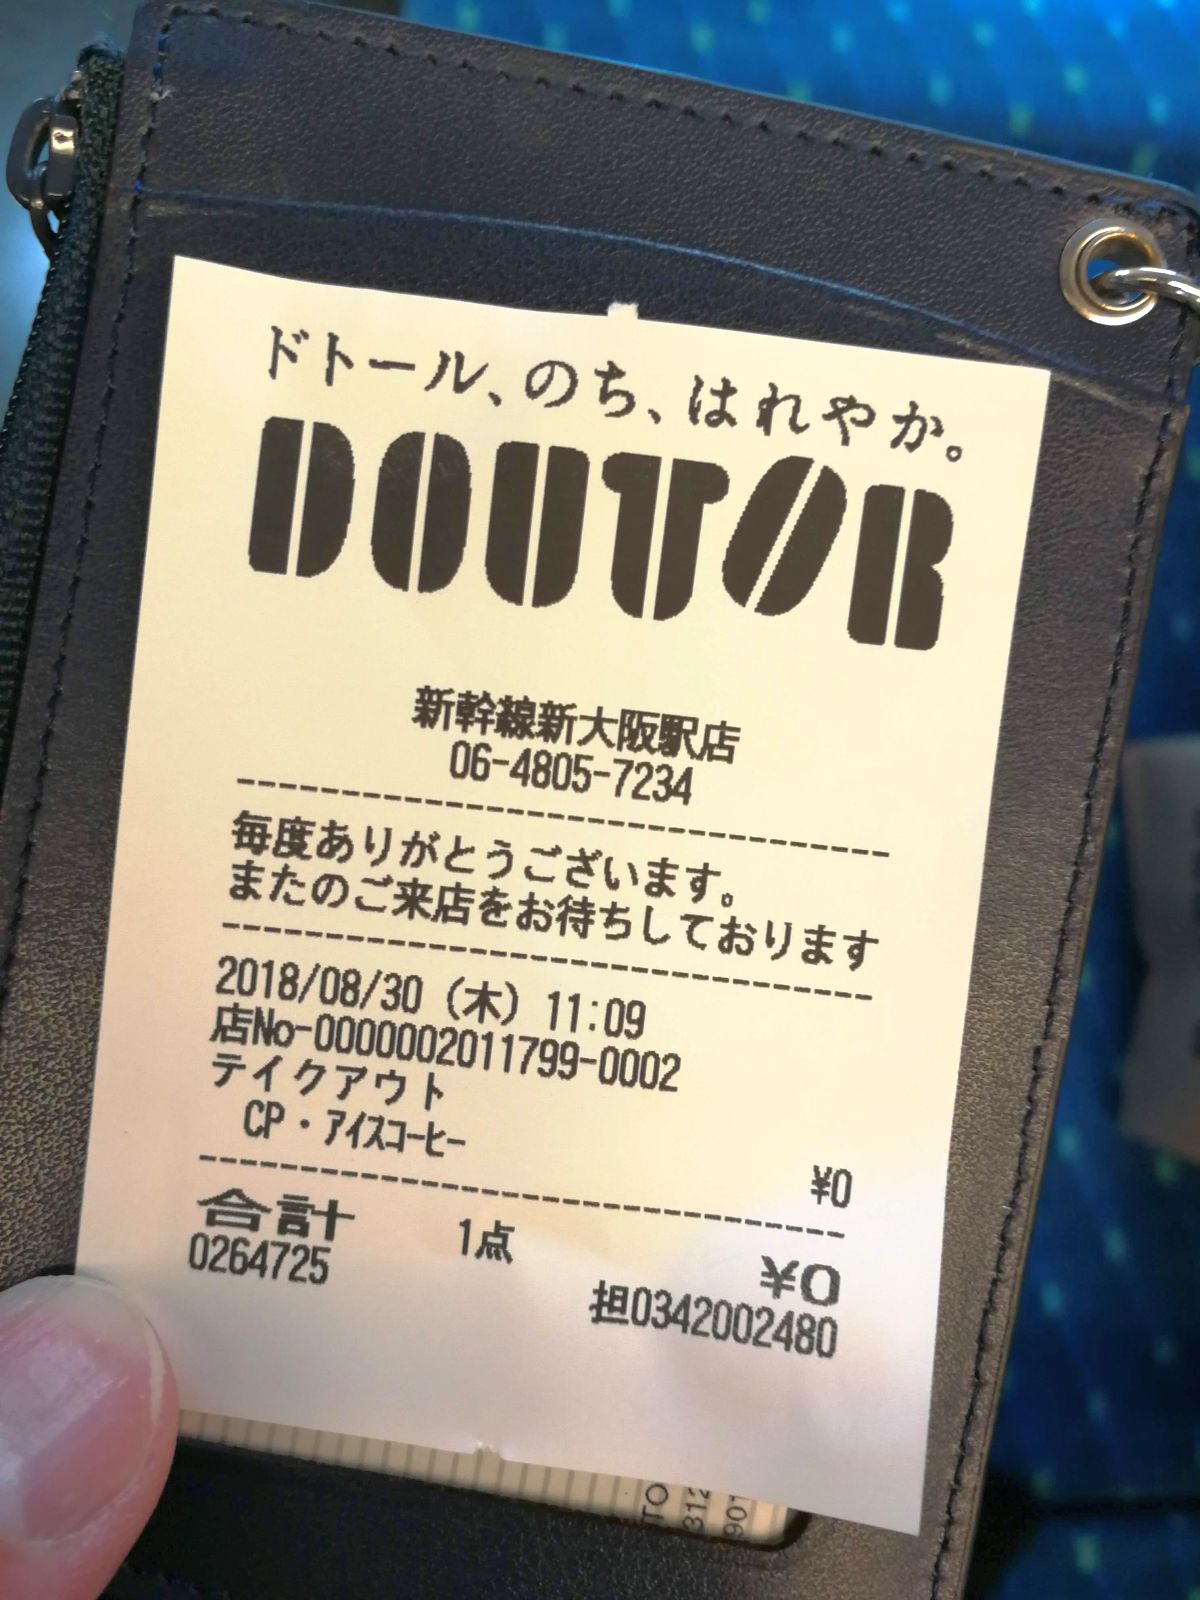 ドトール、のち、はれやか。
DOUTOR
新幹線新大阪駅店
06-4805-7234
毎度ありがとうございます。
またのご来店をお待ちしております
2018/08/30 (木) 11:09
店No-0000002011799-0002
テイクアウト
CP・アイスコーヒー
¥0
合計 1点 ¥0
0264725 担0342002480
TO
312
901